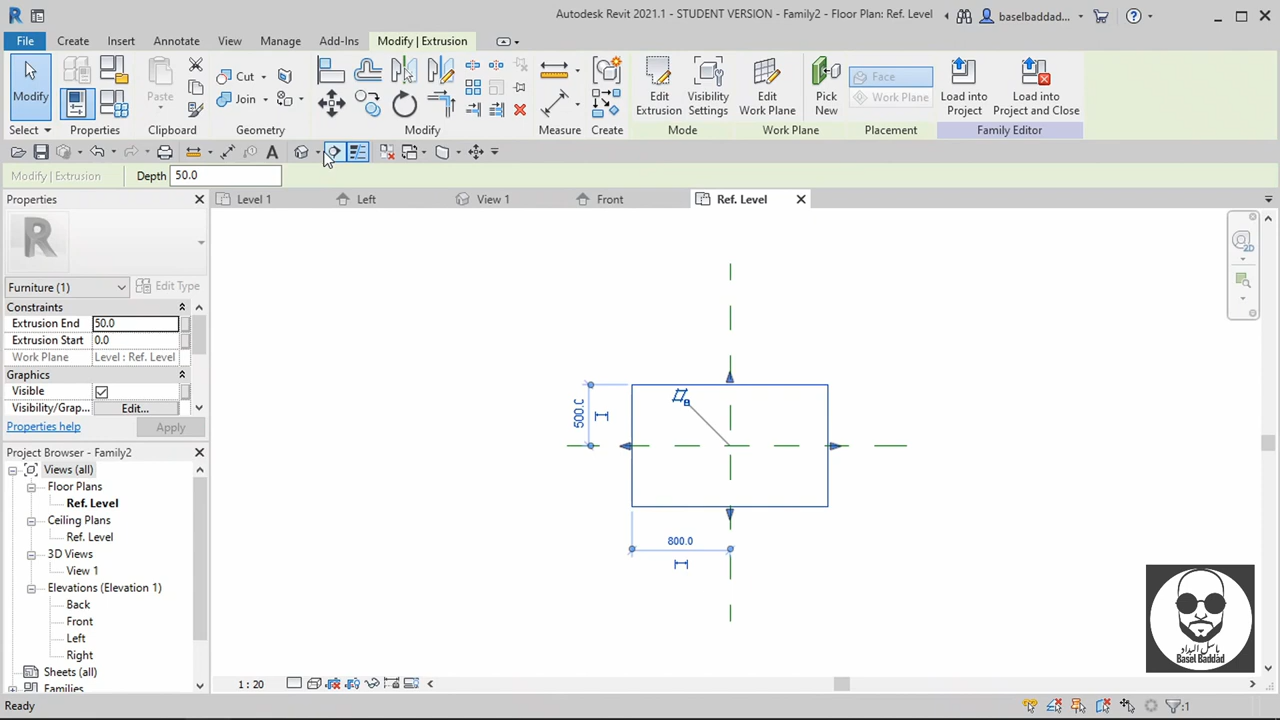 Autodesk Revit 2021.1 - STUDENT VERSION - Family2 - Floor Plan: Ref. Level
baselbaddad...
File Create Insert Annotate View Manage Add-Ins Modify | Extrusion
Modify Paste Cut Join Edit Extrusion Visibility Settings Edit Work Plane Pick New Face Work Plane Load into Project Load into Project and Close
Select Properties Clipboard Geometry Modify Measure Create Mode Work Plane Placement Family Editor
Modify | Extrusion Depth 50.0
Properties
Level 1 Left View 1 Front Ref. Level
R
2D
Furniture (1) Edit Type
Constraints
Extrusion End 50.0
Extrusion Start 0.0
Work Plane Level : Ref. Level
Graphics
Visible
Visibility/Grap... Edit...
Properties help Apply
500.0
800.0
Project Browser - Family2
Views (all)
Floor Plans
Ref. Level
Ceiling Plans
Ref. Level
3D Views
View 1
Elevations (Elevation 1)
Back
Front
Left
Right
Sheets (all)
Families
باسل البداد
Basel Baddad
1 : 20
Ready
:1